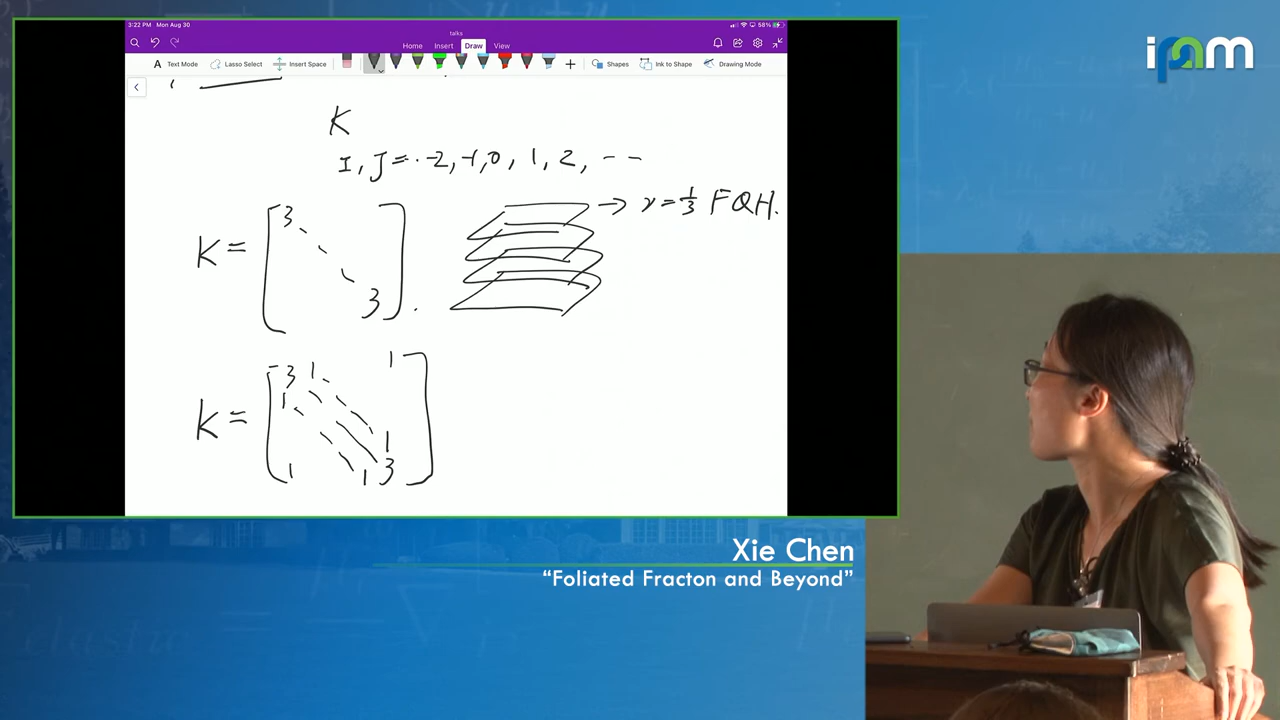 3:22 PM Mon Aug 30
58%
talks
Home Insert Draw View
Text Mode Lasso Select Insert Space Shapes Ink to Shape Drawing Mode
K
I, J = ·· -2, -1, 0, 1, 2, - -
→ ν = 1/3 FQH.
K = [3 3].
K = [3 1 1 1 1 1 1 3]
Xie Chen
“Foliated Fracton and Beyond”
ipam